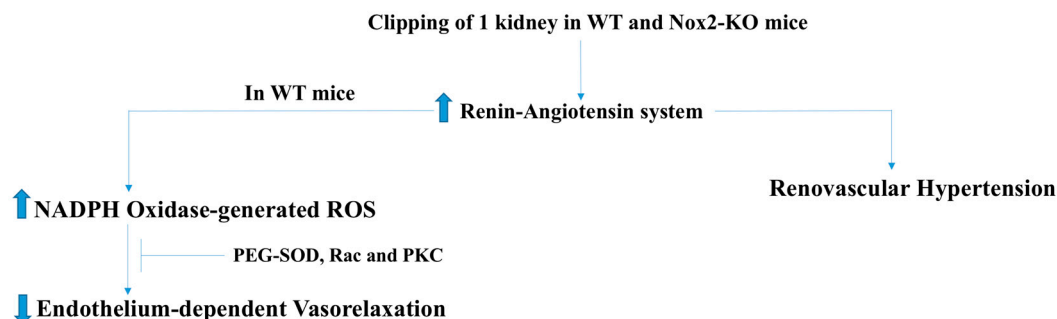 Clipping of 1 kidney in WT and Nox2-KO mice
In WT mice
Renin-Angiotensin system
Renovascular Hypertension
NADPH Oxidase-generated ROS
PEG-SOD, Rac and PKC
Endothelium-dependent Vasorelaxation